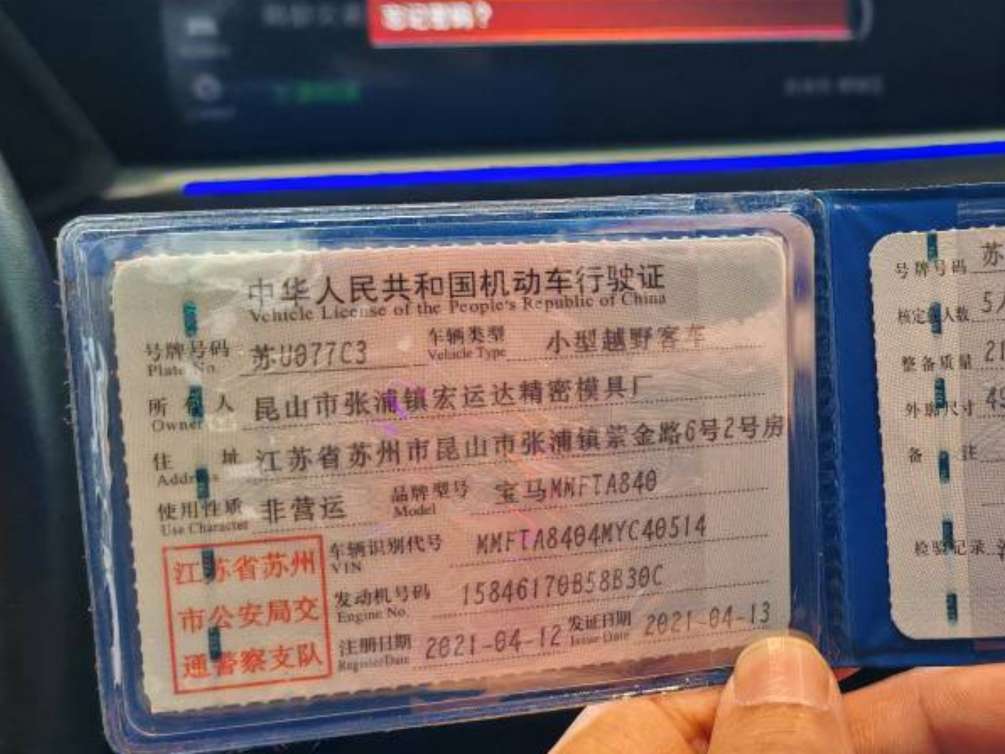 忘记密码？
中华人民共和国机动车行驶证
Vehicle License of the People's Republic of China
号牌号码 苏U077C3 车辆类型 小型越野客车
Plate No. Vehicle Type
所有人 昆山市张浦镇宏运达精密模具厂
Owner
住址 江苏省苏州市昆山市张浦镇紫金路6号2号房
Address
使用性质 非营运 品牌型号 宝马MMFTA840
Use Character Model
江苏省苏州
市公安局交
通警察支队
车辆识别代号 MMFTA8404MYC40514
VIN
发动机号码 15846170B58B30C
Engine No.
注册日期 2021-04-12 发证日期 2021-04-13
Register Date Issue Date
号牌号码 苏
核定人数 5
整备质量 21
外廓尺寸 4
备注
检验记录